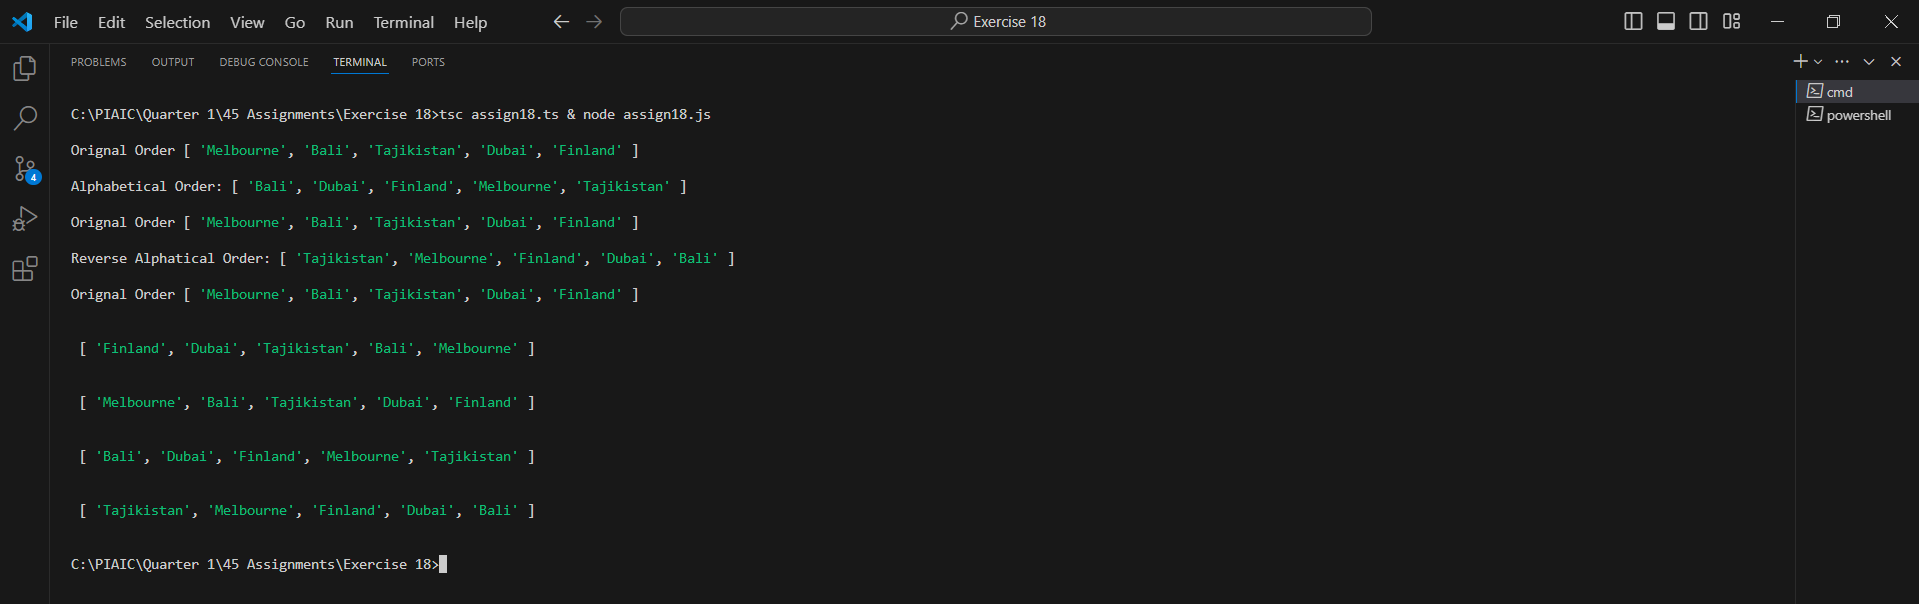 File Edit Selection View Go Run Terminal Help Exercise 18
PROBLEMS OUTPUT DEBUG CONSOLE TERMINAL PORTS
cmd
powershell
4
C:\PIAIC\Quarter 1\45 Assignments\Exercise 18>tsc assign18.ts & node assign18.js
Orignal Order [ 'Melbourne', 'Bali', 'Tajikistan', 'Dubai', 'Finland' ]
Alphabetical Order: [ 'Bali', 'Dubai', 'Finland', 'Melbourne', 'Tajikistan' ]
Orignal Order [ 'Melbourne', 'Bali', 'Tajikistan', 'Dubai', 'Finland' ]
Reverse Alphatical Order: [ 'Tajikistan', 'Melbourne', 'Finland', 'Dubai', 'Bali' ]
Orignal Order [ 'Melbourne', 'Bali', 'Tajikistan', 'Dubai', 'Finland' ]
[ 'Finland', 'Dubai', 'Tajikistan', 'Bali', 'Melbourne' ]
[ 'Melbourne', 'Bali', 'Tajikistan', 'Dubai', 'Finland' ]
[ 'Bali', 'Dubai', 'Finland', 'Melbourne', 'Tajikistan' ]
[ 'Tajikistan', 'Melbourne', 'Finland', 'Dubai', 'Bali' ]
C:\PIAIC\Quarter 1\45 Assignments\Exercise 18>